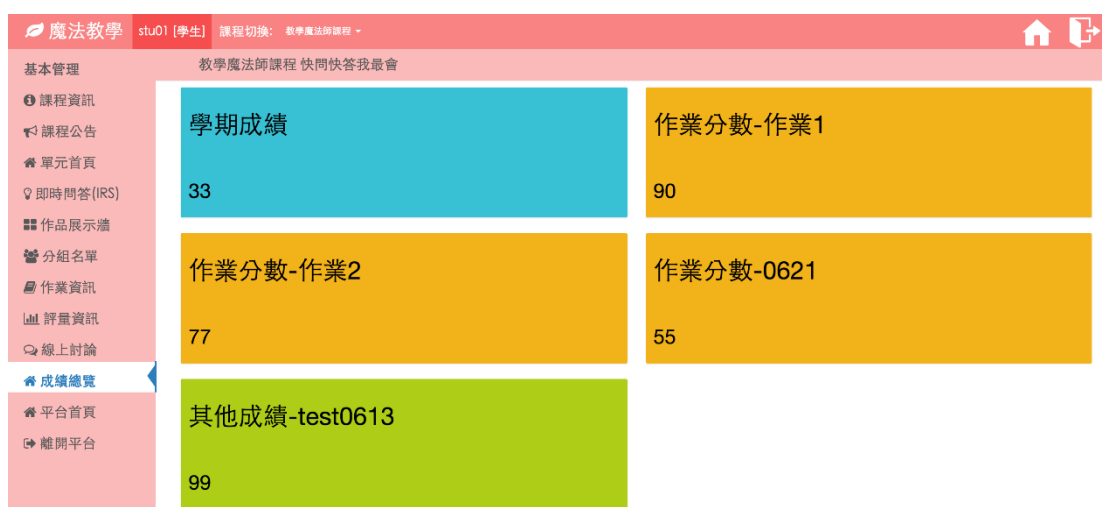 魔法教學 stu01 [學生] 課程切換: 教學魔法師課程
基本管理
課程資訊
課程公告
單元首頁
即時問答(IRS)
作品展示牆
分組名單
作業資訊
評量資訊
線上討論
成績總覽
平台首頁
離開平台
教學魔法師課程 快問快答我最會
學期成績
33
作業分數-作業1
90
作業分數-作業2
77
作業分數-0621
55
其他成績-test0613
99